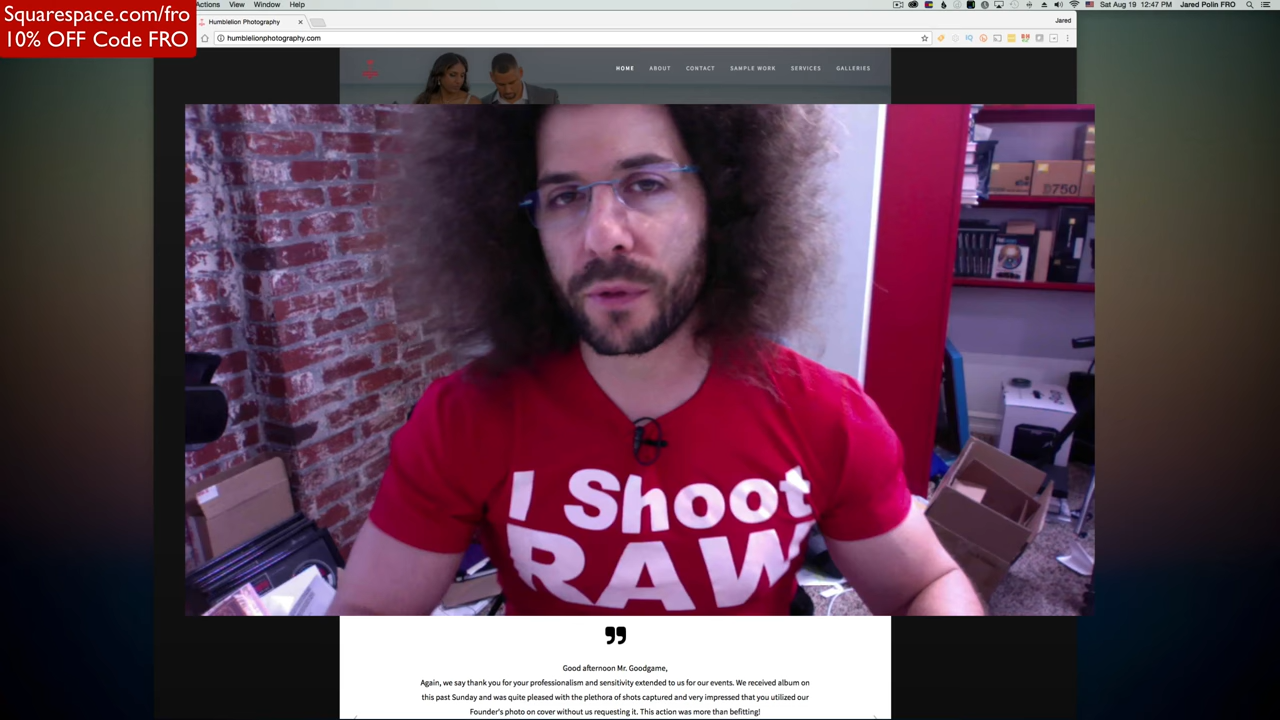 Squarespace.com/fro
10% OFF Code FRO
Actions View Window Help
Sat Aug 19 12:47 PM Jared Polin FRO
Humblelion Photography
Jared
humblelionphotography.com
HOME ABOUT CONTACT SAMPLE WORK SERVICES GALLERIES
D750
I Shoot
RAW
Good afternoon Mr. Goodgame,
Again, we say thank you for your professionalism and sensitivity extended to us for our events. We received album on
this past Sunday and was quite pleased with the plethora of shots captured and very impressed that you utilized our
Founder's photo on cover without us requesting it. This action was more than befitting!